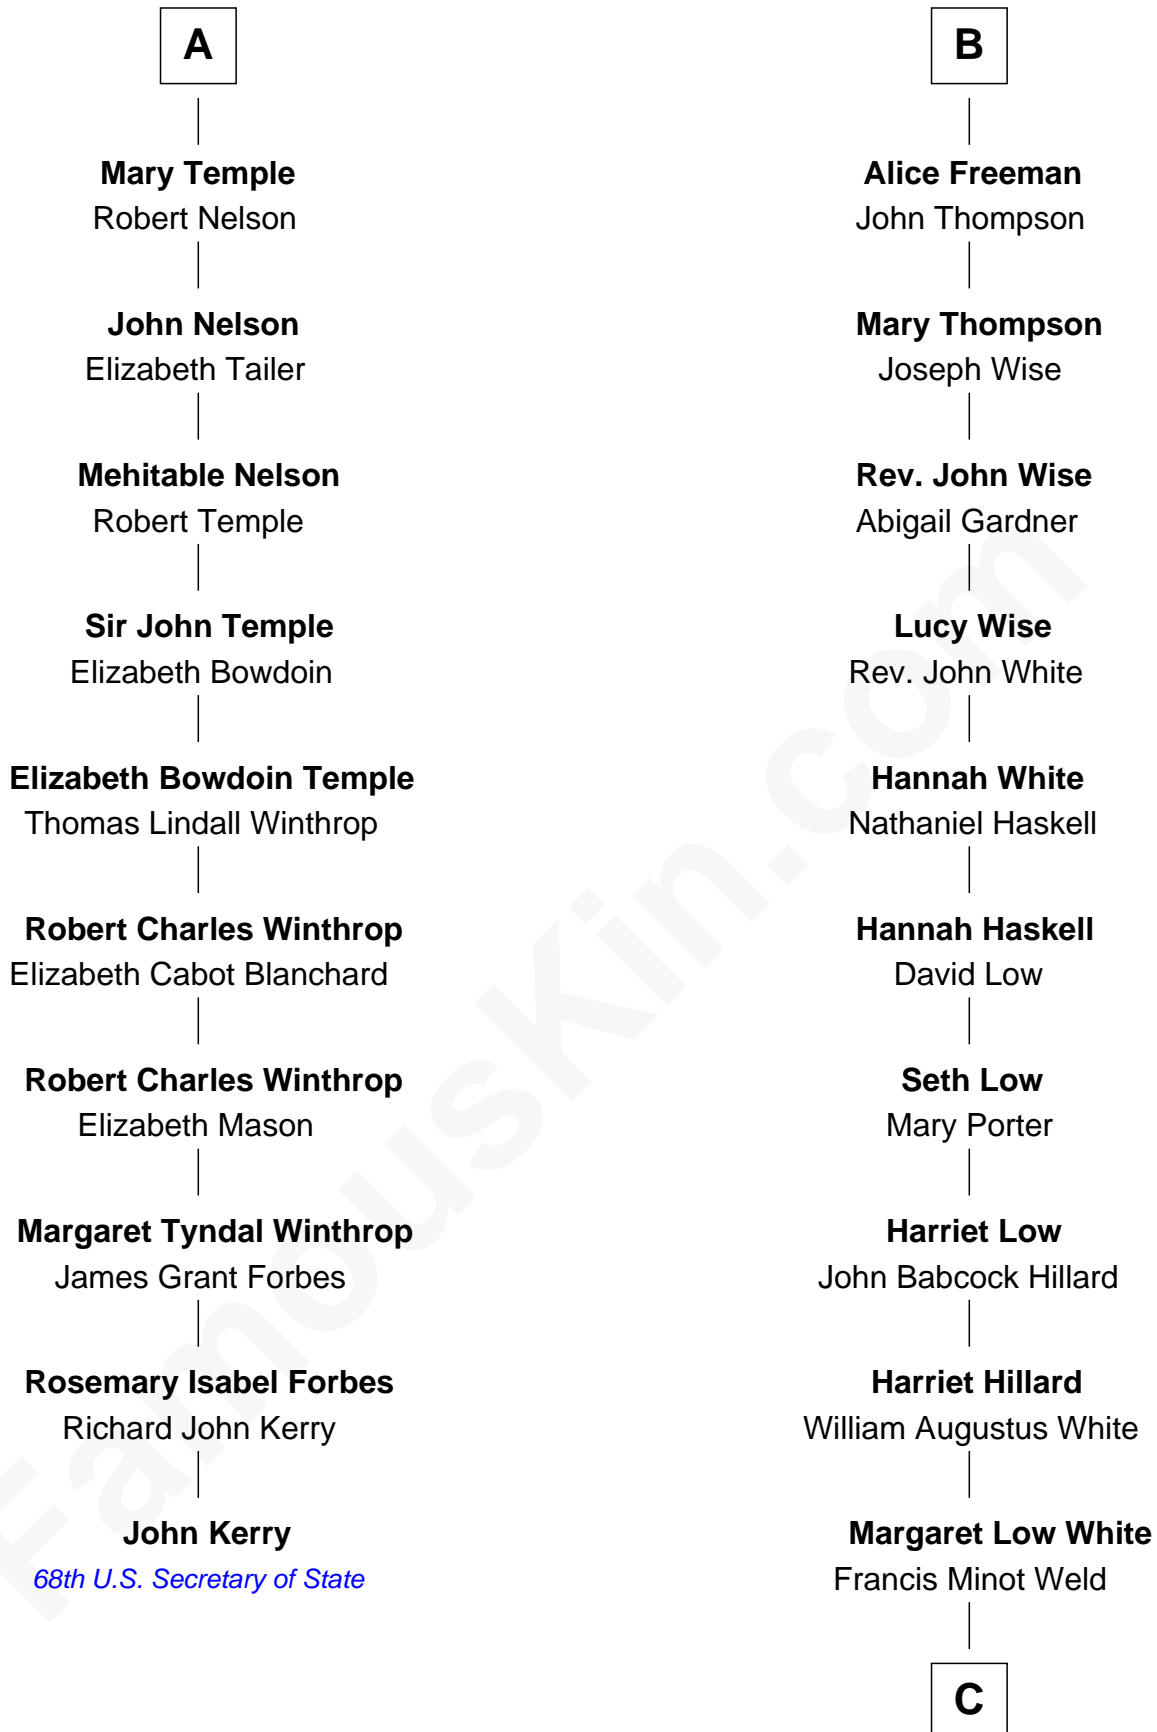 A
Mary Temple
Robert Nelson
John Nelson
Elizabeth Tailer
Mehitable Nelson
Robert Temple
Sir John Temple
Elizabeth Bowdoin
Elizabeth Bowdoin Temple
Thomas Lindall Winthrop
Robert Charles Winthrop
Elizabeth Cabot Blanchard
Robert Charles Winthrop
Elizabeth Mason
Margaret Tyndal Winthrop
James Grant Forbes
Rosemary Isabel Forbes
Richard John Kerry
John Kerry
68th U.S. Secretary of State
B
Alice Freeman
John Thompson
Mary Thompson
Joseph Wise
Rev. John Wise
Abigail Gardner
Lucy Wise
Rev. John White
Hannah White
Nathaniel Haskell
Hannah Haskell
David Low
Seth Low
Mary Porter
Harriet Low
John Babcock Hillard
Harriet Hillard
William Augustus White
Margaret Low White
Francis Minot Weld
C
FamousKin.com